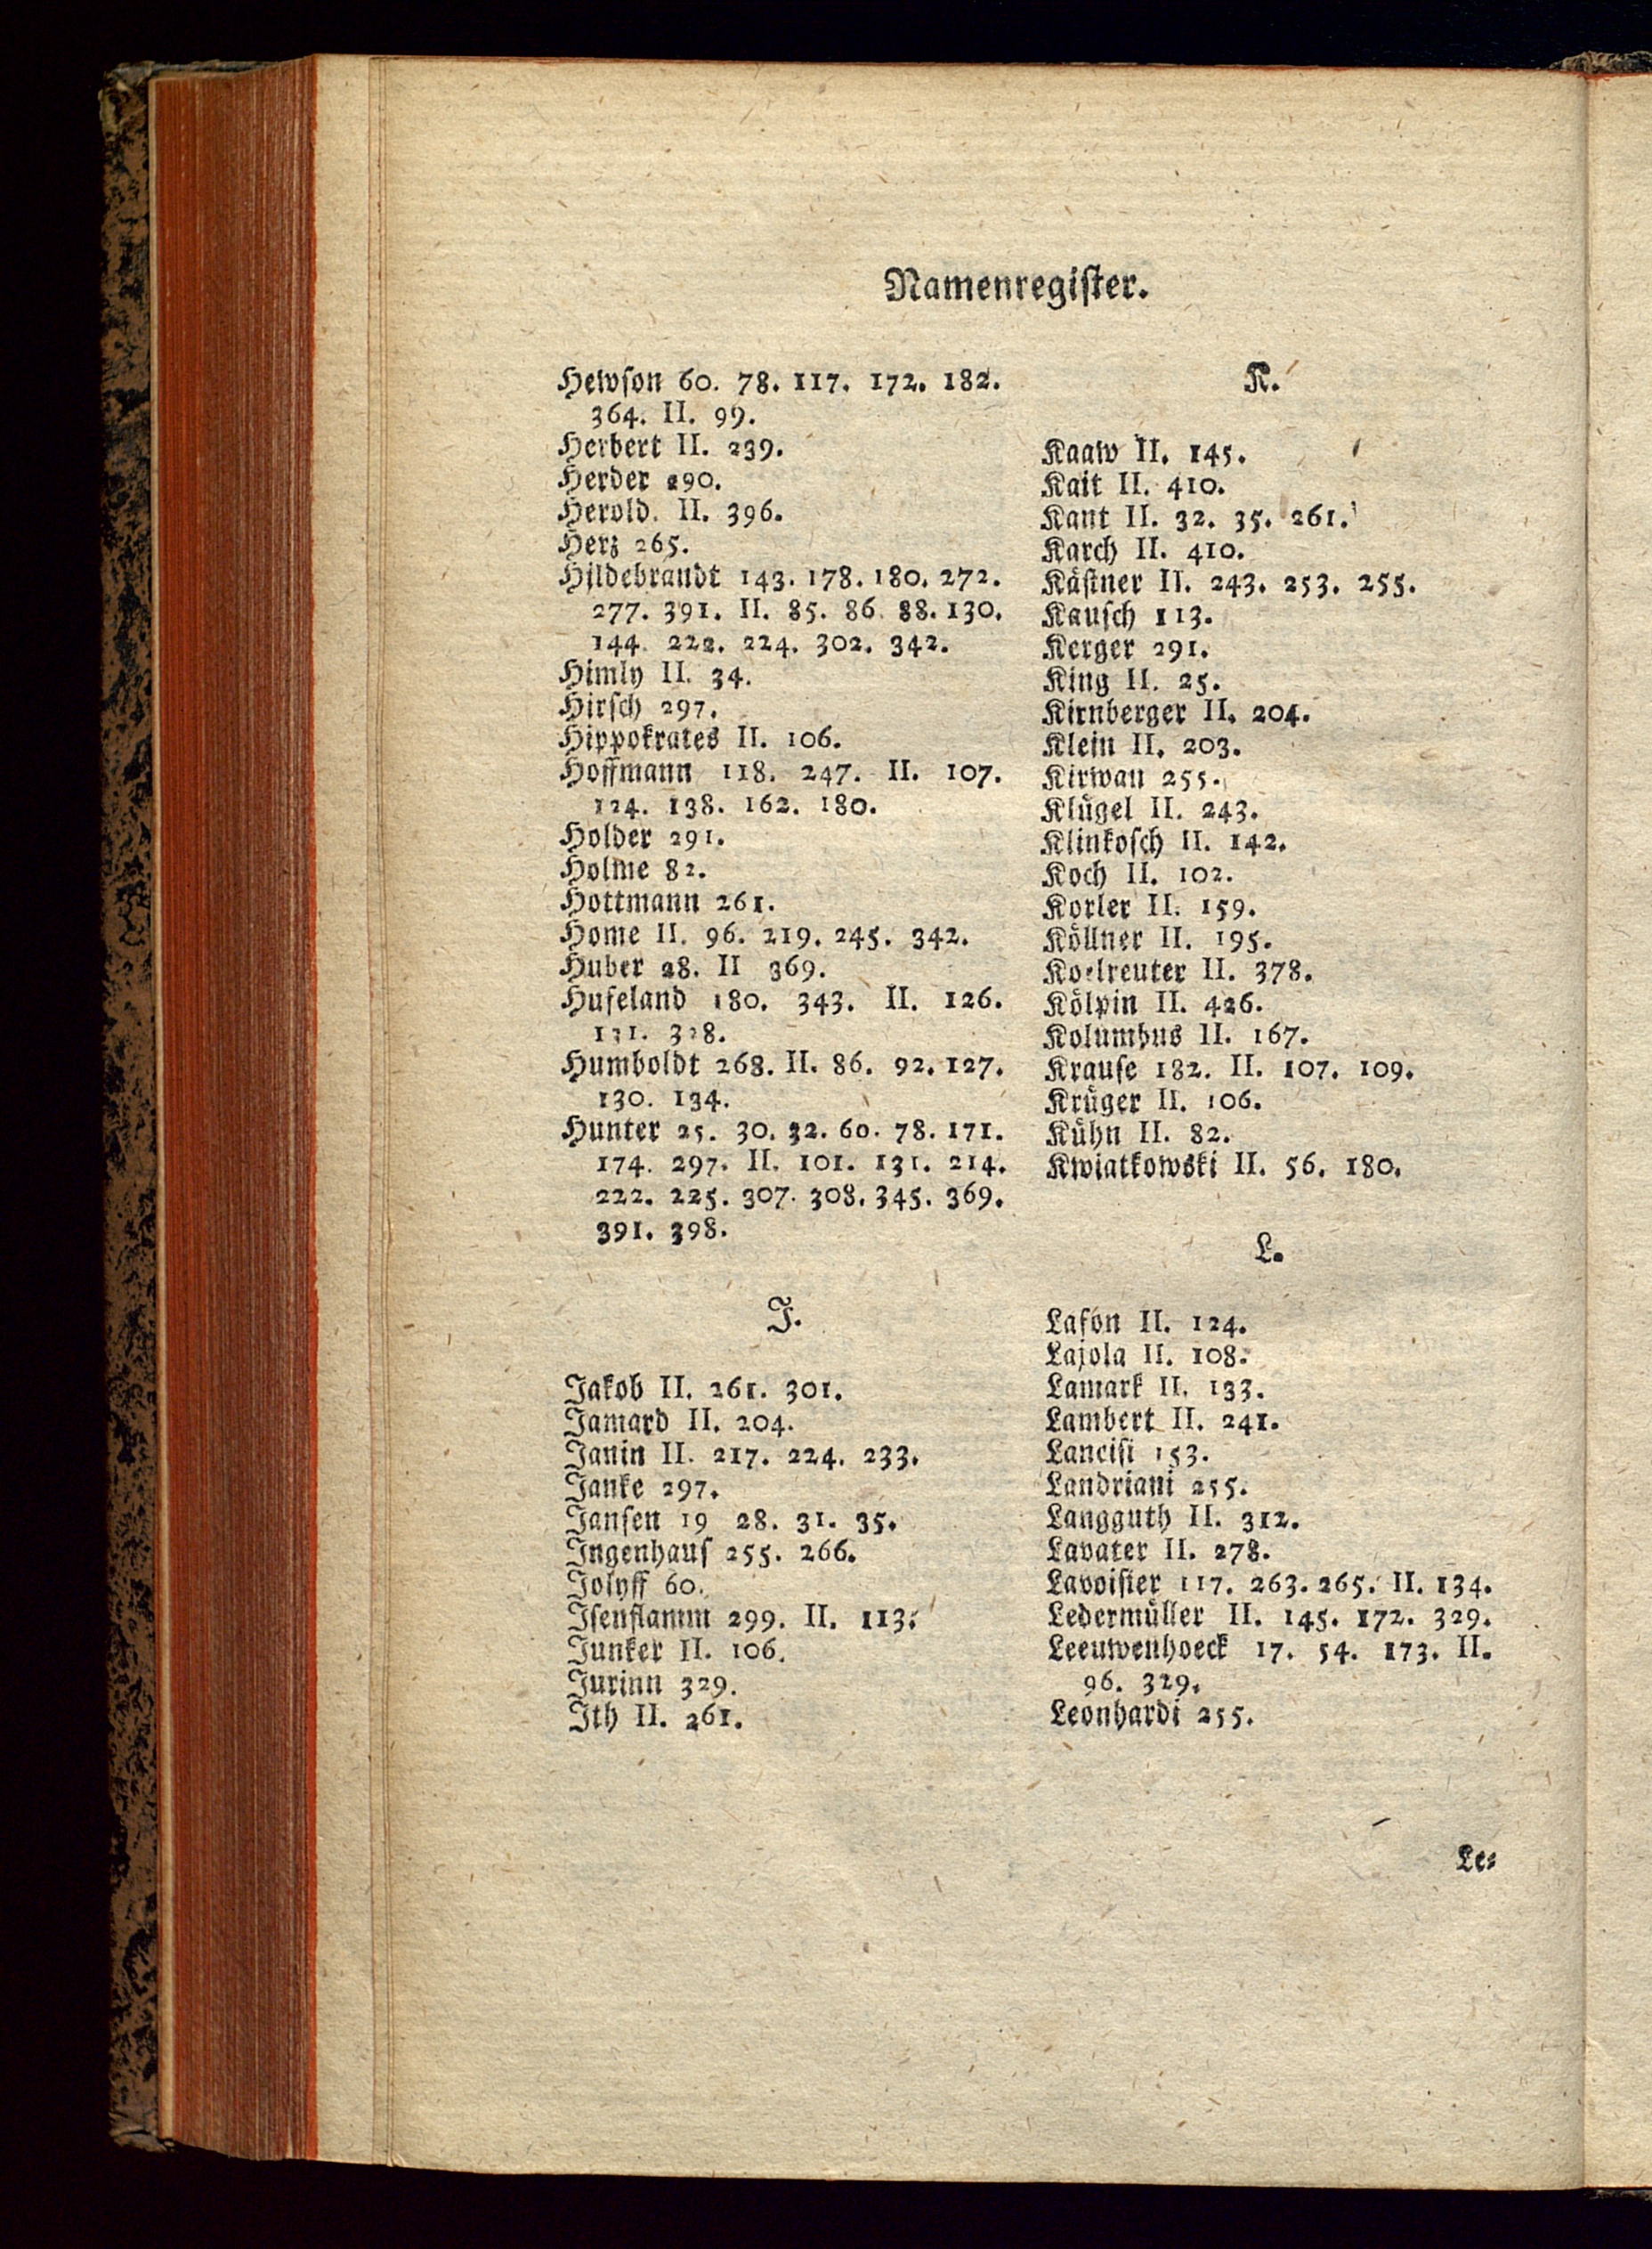 Namenregister.
Hewson 60. 78. 117. 172. 182.
364. II. 99.
Herbert II. 239.
Herder 290.
Herold. II. 396.
Herz 265.
Hildebrandt 143. 178. 180. 272.
277. 391. II. 85. 86. 88. 130.
144. 222. 224. 302. 342.
Himly II. 34.
Hirsch 297.
Hippokrates II. 106.
Hoffmann 118. 247. II. 107.
124. 138. 162. 180.
Holder 291.
Holme 82.
Hottmann 261.
Home II. 96. 219. 245. 342.
Huber 28. II 369.
Hufeland 180. 343. II. 126.
131.
Humboldt 268. II. 86. 92. 127.
130. 134.
Hunter 25. 30. 32. 60. 78. 171.
174. 297. II. 101. 131. 214.
222. 225. 307. 308. 345. 369.
391. 398.
J.
Jakob II. 261. 301.
Jamard II. 204.
Janin II. 217. 224. 233.
Janke 297.
Jansen 19 28. 31. 35.
Ingenhaus 255. 266.
Jolyff 60.
Isenflamm 299. II. 113.
Junker II. 106.
Jurinn 329.
Ith II. 261.
K.
Kaaw II. 145.
Kait II. 410.
Kant II. 32. 35. 261.
Karch II. 410.
Kästner II. 243. 253. 255.
Kausch 113.
Kerger 291.
King II. 25.
Kirnberger II. 204.
Klein II. 203.
Kirwan 255.
Klügel II. 243.
Klinkosch II. 142.
Koch II. 102.
Korler II. 159.
Köllner II. 195.
Koelreuter II. 378.
Kölpin II. 426.
Kolumbus II. 167.
Krause 182. II. 107. 109.
Krüger II. 106.
Kühn II. 82.
Kwiatkowski II. 56. 180.
L.
Lafon II. 124.
Lajola II. 108.
Lamark II. 133.
Lambert II. 241.
Lancisi 153.
Landriani 255.
Langguth II. 312.
Lavater II. 278.
Lavoisier 117. 263. 265. II. 134.
Ledermüller II. 145. 172. 329.
Leeuwenhoeck 17. 54. 173. II.
96. 329.
Leonhardi 255.
Le⸗